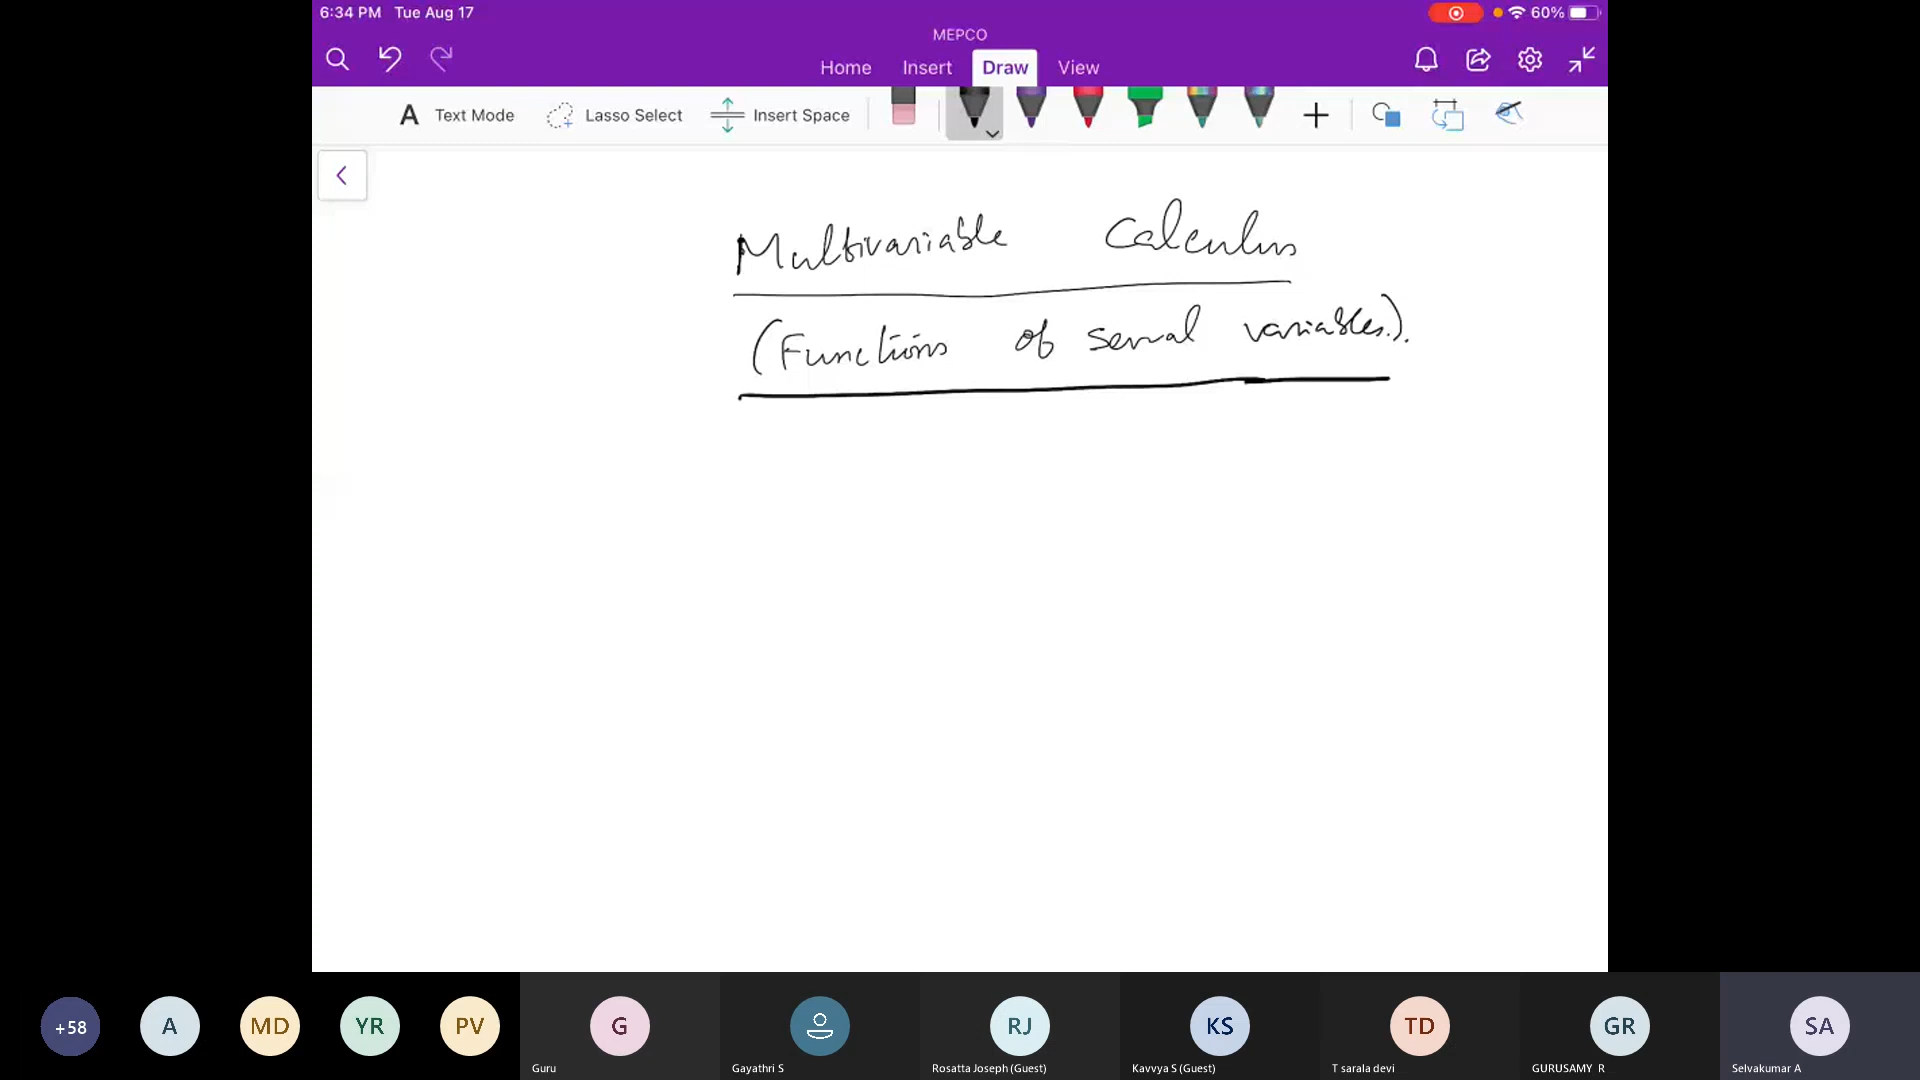 6:34 PM Tue Aug 17 60%
MEPCO
Home Insert Draw View
A Text Mode Lasso Select Insert Space
Multivariable Calculus
(Functions of several variables.).
+58 A MD YR PV G RJ KS TD GR SA
Guru Gayathri S Rosatta Joseph (Guest) Kavvya S (Guest) T sarala devi GURUSAMY R Selvakumar A